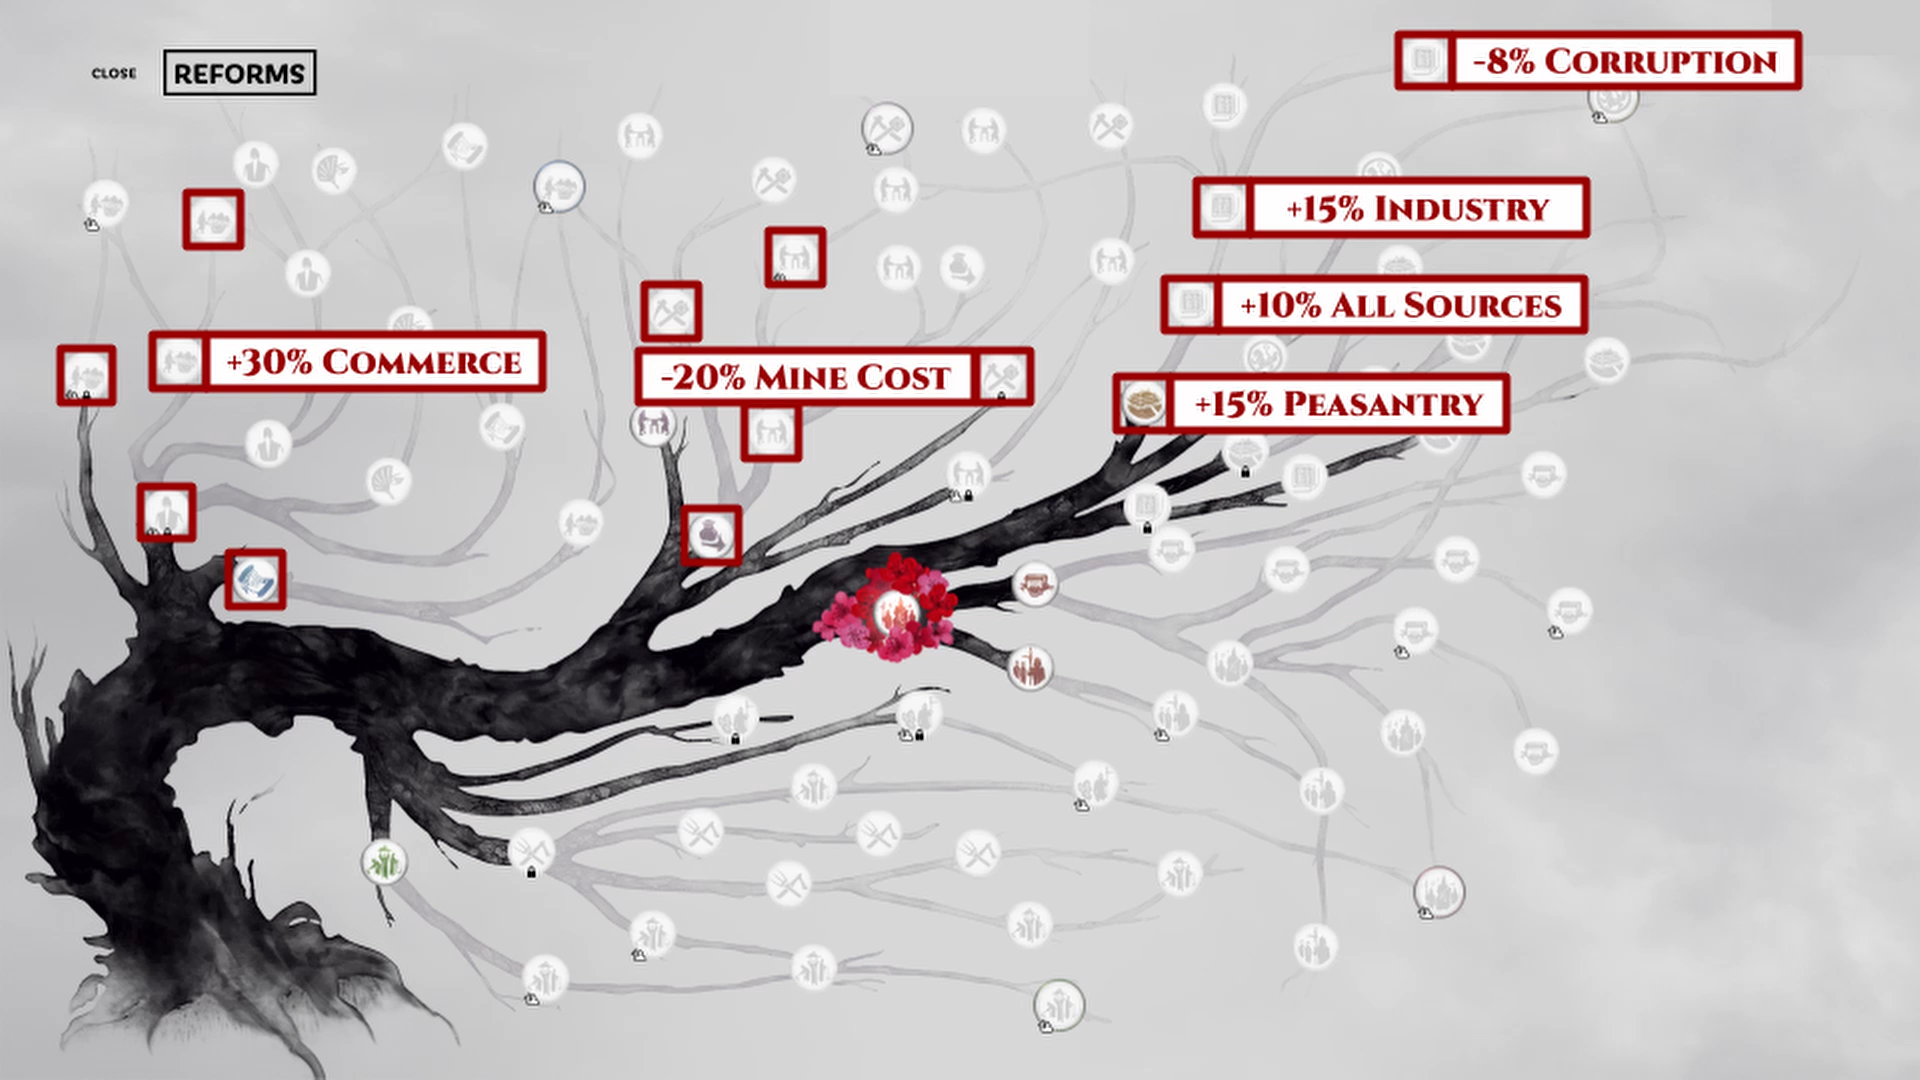 CLOSE
REFORMS
-8% CORRUPTION
+15% INDUSTRY
+10% ALL SOURCES
+30% COMMERCE
-20% MINE COST
+15% PEASANTRY